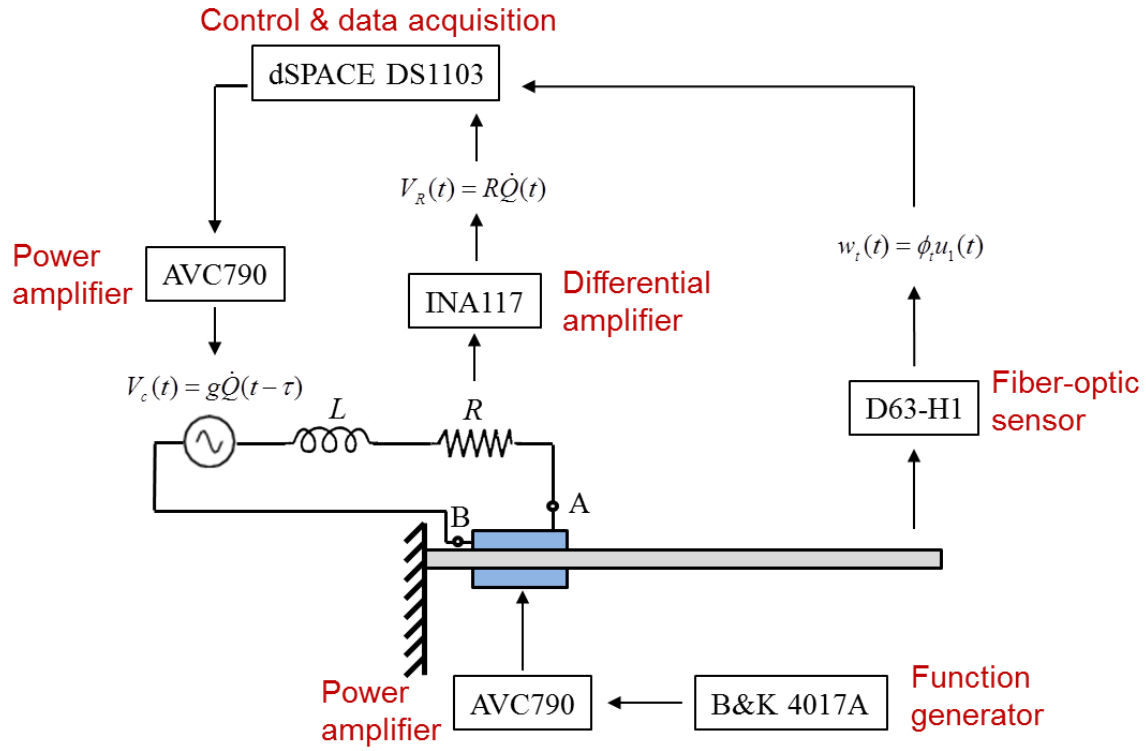 Control & data acquisition
dSPACE DS1103
V_R(t) = RQ̇(t)
w_t(t) = ϕ_t u_1(t)
Power
amplifier
AVC790
INA117
Differential
amplifier
V_c(t) = gQ̇(t − τ)
L
R
D63-H1
Fiber-optic
sensor
A
B
Power
amplifier
AVC790
B&K 4017A
Function
generator